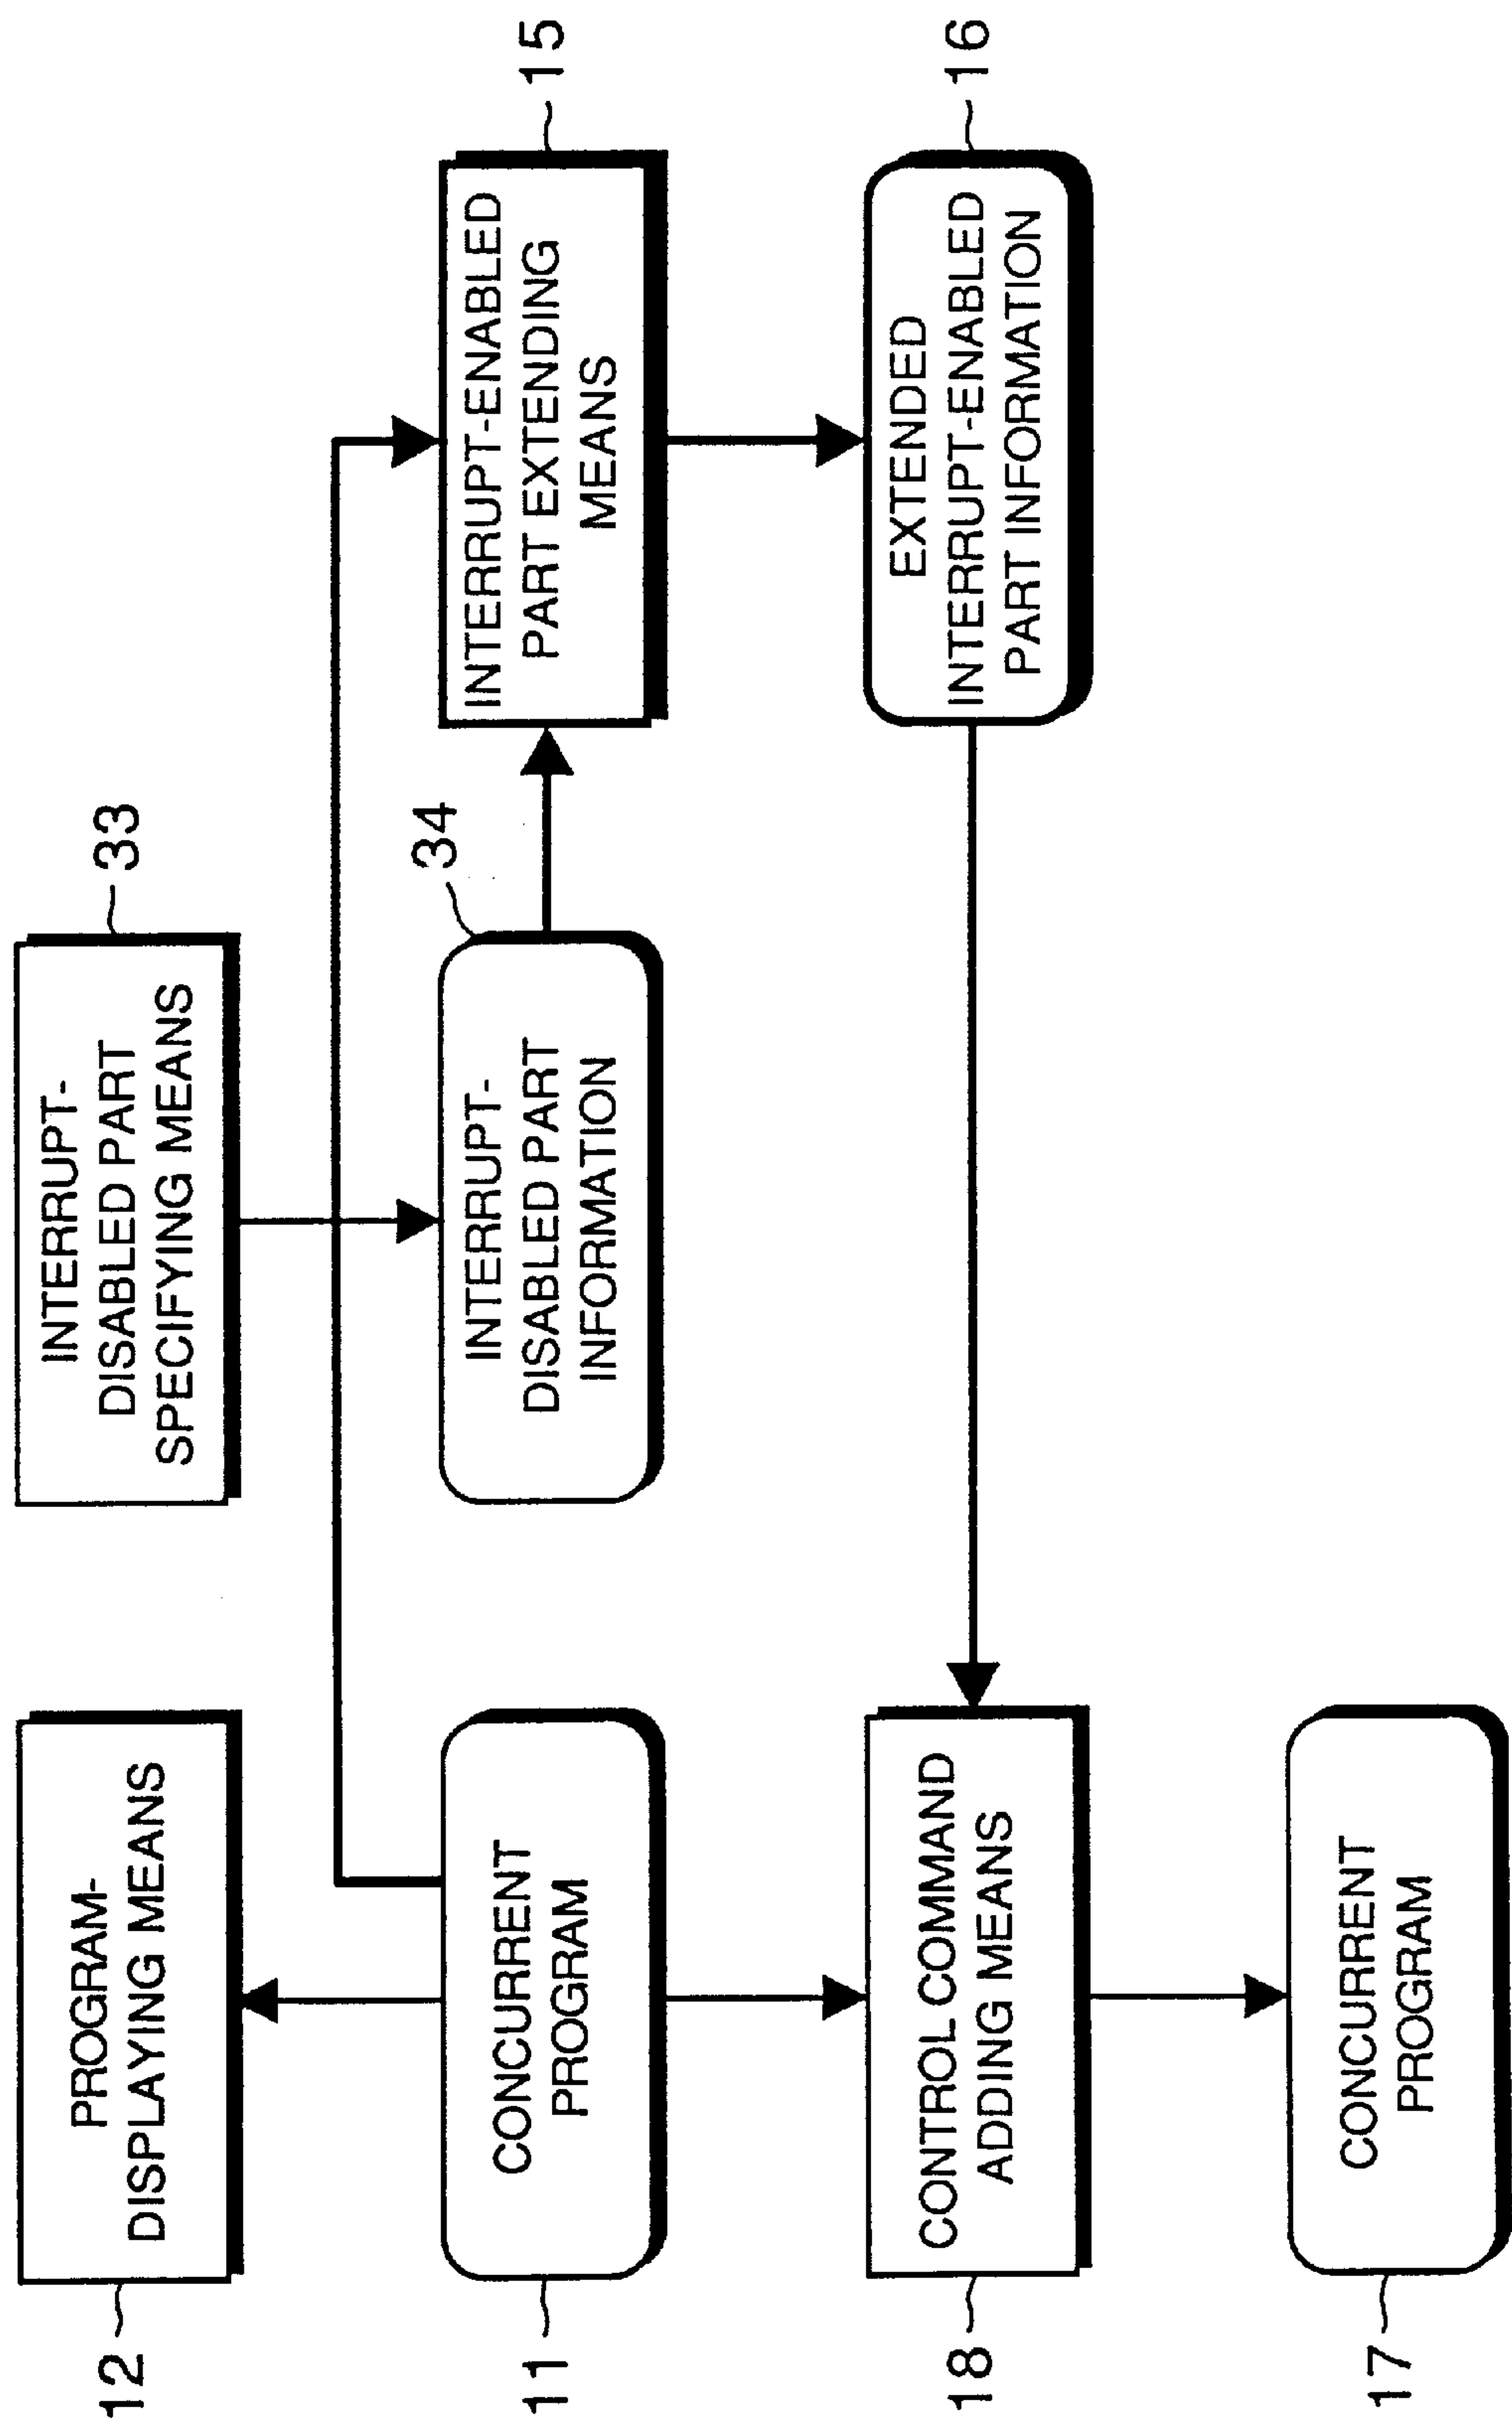 PROGRAM-
DISPLAYING MEANS
12
INTERRUPT-
DISABLED PART
SPECIFYING MEANS
33
CONCURRENT
PROGRAM
11
INTERRUPT-
DISABLED PART
INFORMATION
34
INTERRUPT-ENABLED
PART EXTENDING
MEANS
15
CONTROL COMMAND
ADDING MEANS
18
EXTENDED
INTERRUPT-ENABLED
PART INFORMATION
16
CONCURRENT
PROGRAM
17